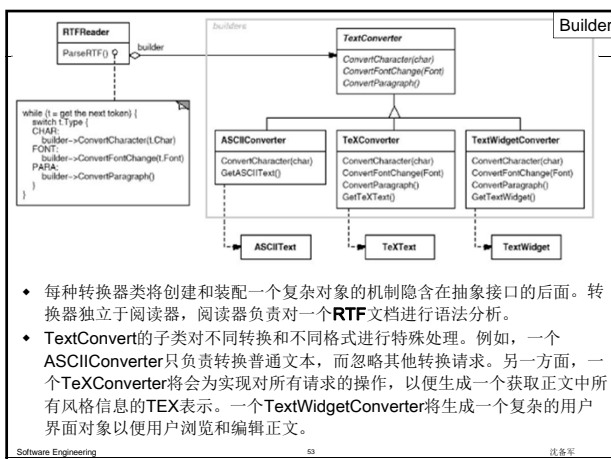 Builder
builders
RTFReader
ParseRTF()
builder
TextConverter
ConvertCharacter(char)
ConvertFontChange(Font)
ConvertParagraph()
while (t = get the next token) {
switch t.Type {
CHAR:
builder->ConvertCharacter(t.Char)
FONT:
builder->ConvertFontChange(t.Font)
PARA:
builder->ConvertParagraph()
}
}
ASCIIConverter
ConvertCharacter(char)
GetASCIIText()
TeXConverter
ConvertCharacter(char)
ConvertFontChange(Font)
ConvertParagraph()
GetTeXText()
TextWidgetConverter
ConvertCharacter(char)
ConvertFontChange(Font)
ConvertParagraph()
GetTextWidget()
ASCIIText
TeXText
TextWidget
每种转换器类将创建和装配一个复杂对象的机制隐含在抽象接口的后面。转
换器独立于阅读器，阅读器负责对一个RTF文档进行语法分析。
TextConvert的子类对不同转换和不同格式进行特殊处理。例如，一个
ASCIIConverter只负责转换普通文本，而忽略其他转换请求。另一方面，一
个TeXConverter将会为实现对所有请求的操作，以便生成一个获取正文中所
有风格信息的TEX表示。一个TextWidgetConverter将生成一个复杂的用户
界面对象以便用户浏览和编辑正文。
Software Engineering
53
沈备军